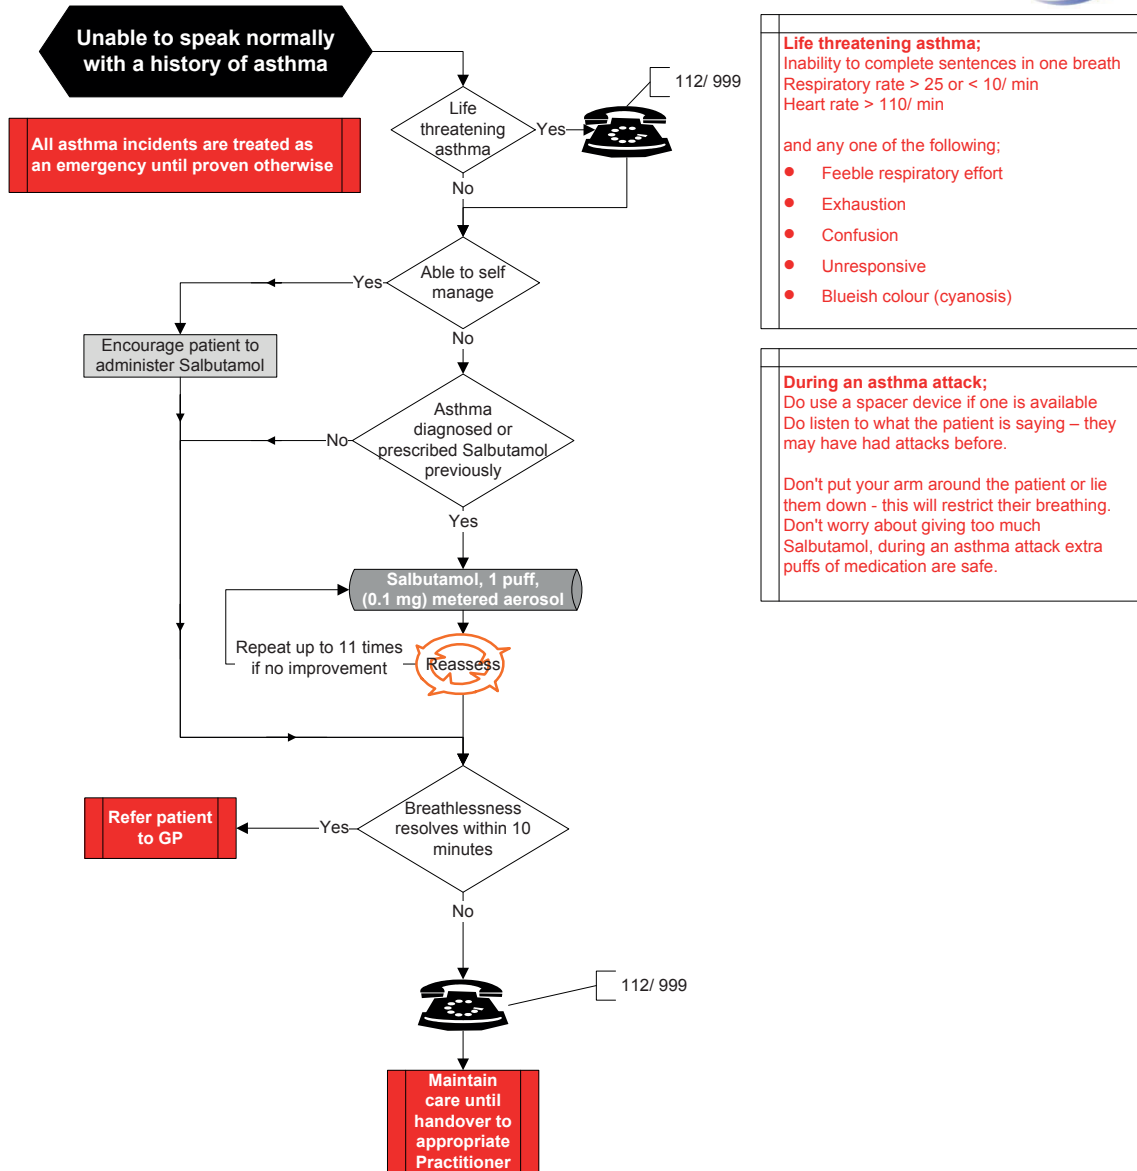 Unable to speak normally
with a history of asthma
All asthma incidents are treated as
an emergency until proven otherwise
Life
threatening
asthma
Yes
112/ 999
No
Able to self
manage
Yes
No
Encourage patient to
administer Salbutamol
Asthma
diagnosed or
prescribed Salbutamol
previously
No
Yes
Salbutamol, 1 puff,
(0.1 mg) metered aerosol
Repeat up to 11 times
if no improvement
Reassess
Breathlessness
resolves within 10
minutes
Yes
Refer patient
to GP
No
112/ 999
Maintain
care until
handover to
appropriate
Practitioner
Life threatening asthma;
Inability to complete sentences in one breath
Respiratory rate > 25 or < 10/ min
Heart rate > 110/ min
and any one of the following;
• Feeble respiratory effort
• Exhaustion
• Confusion
• Unresponsive
• Blueish colour (cyanosis)
During an asthma attack;
Do use a spacer device if one is available
Do listen to what the patient is saying – they
may have had attacks before.
Don't put your arm around the patient or lie
them down - this will restrict their breathing.
Don't worry about giving too much
Salbutamol, during an asthma attack extra
puffs of medication are safe.